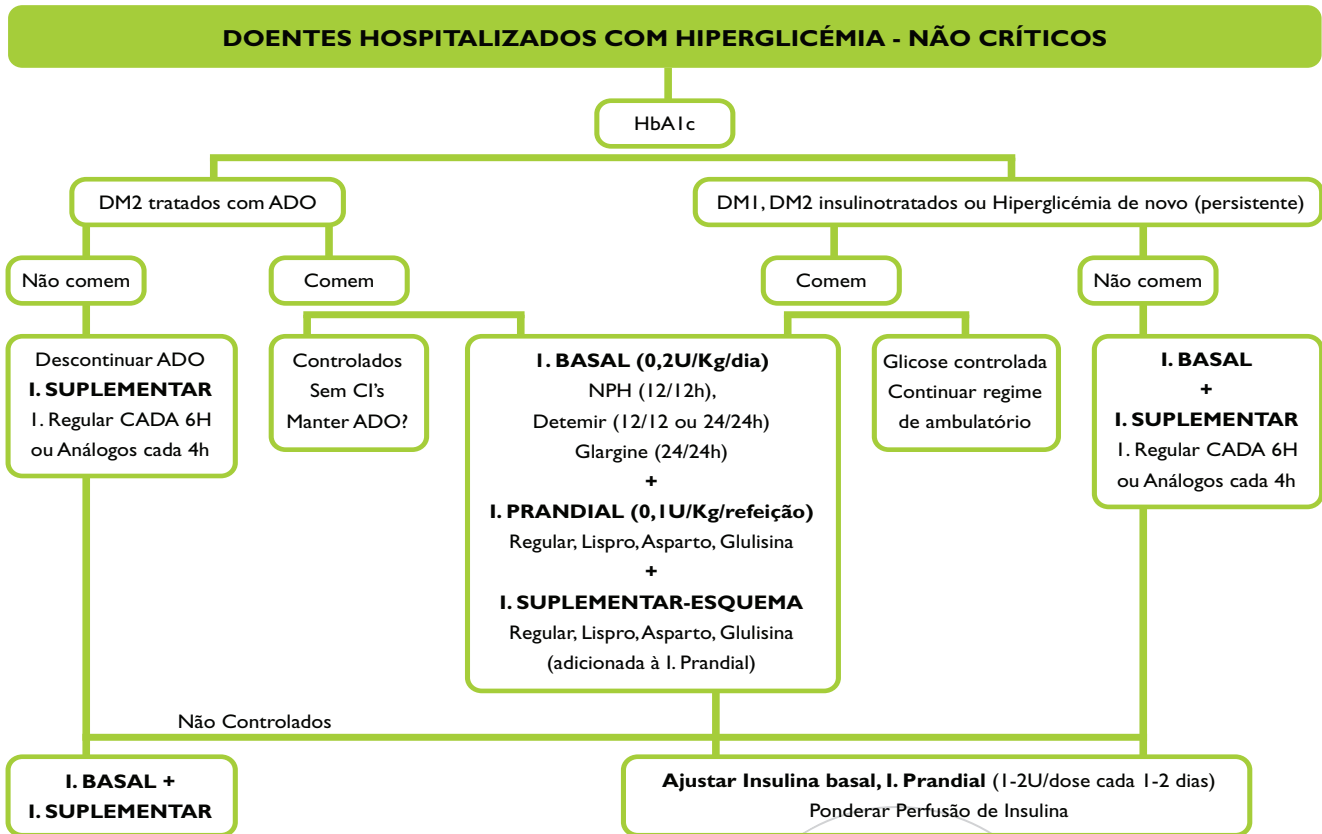 DOENTES HOSPITALIZADOS COM HIPERGLICÉMIA - NÃO CRÍTICOS
HbA1c
DM2 tratados com ADO
DM1, DM2 insulinotratados ou Hiperglicémia de novo (persistente)
Não comem
Comem
Comem
Não comem
Descontinuar ADO
I. SUPLEMENTAR
1. Regular CADA 6H
ou Análogos cada 4h
Controlados
Sem CI's
Manter ADO?
1. BASAL (0,2U/Kg/dia)
NPH (12/12h),
Detemir (12/12 ou 24/24h)
Glargine (24/24h)
+
I. PRANDIAL (0,1U/Kg/refeição)
Regular, Lispro, Asparto, Glulisina
+
I. SUPLEMENTAR-ESQUEMA
Regular, Lispro, Asparto, Glulisina
(adicionada à I. Prandial)
Glicose controlada
Continuar regime
de ambulatório
I. BASAL
+
I. SUPLEMENTAR
1. Regular CADA 6H
ou Análogos cada 4h
Não Controlados
I. BASAL +
I. SUPLEMENTAR
Ajustar Insulina basal, I. Prandial (1-2U/dose cada 1-2 dias)
Ponderar Perfusão de Insulina